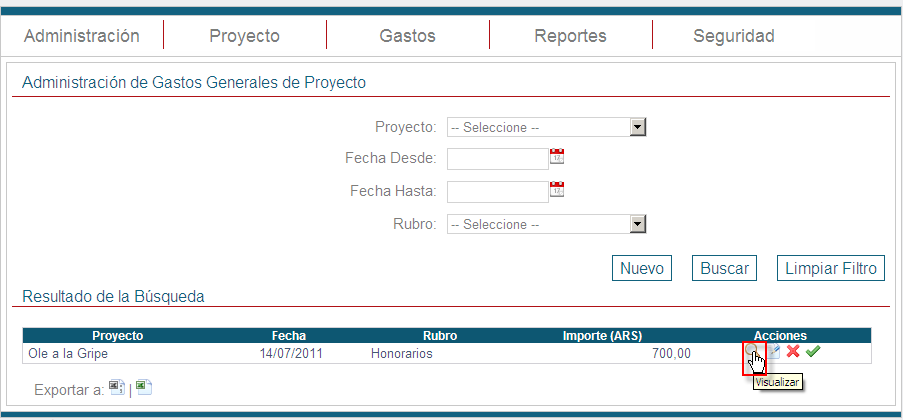 Administración Proyecto Gastos Reportes Seguridad
Administración de Gastos Generales de Proyecto
Proyecto: -- Seleccione --
Fecha Desde:
Fecha Hasta:
Rubro: -- Seleccione --
Nuevo Buscar Limpiar Filtro
Resultado de la Búsqueda
Proyecto Fecha Rubro Importe (ARS) Acciones
Ole a la Gripe 14/07/2011 Honorarios 700,00
Visualizar
Exportar a: |